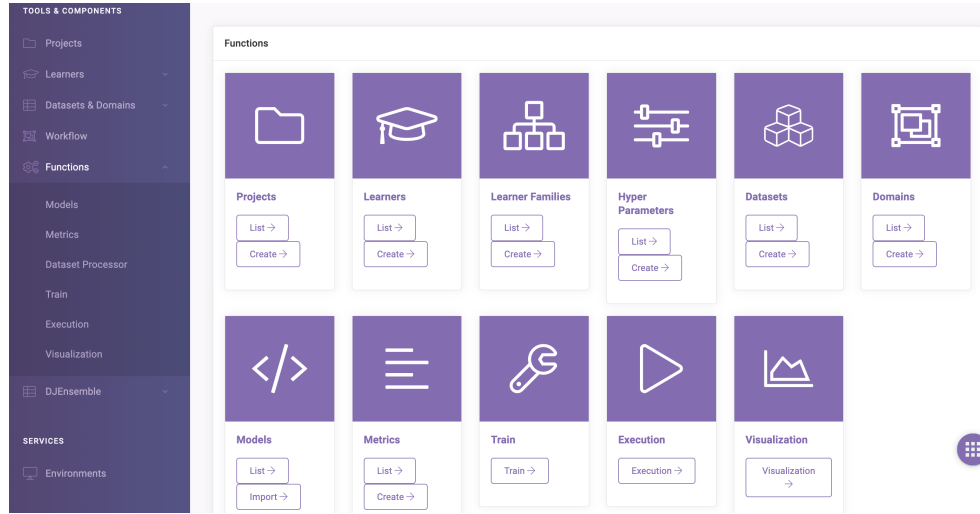 TOOLS & COMPONENTS
Projects
Learners
Datasets & Domains
Workflow
Functions
Models
Metrics
Dataset Processor
Train
Execution
Visualization
DJEnsemble
SERVICES
Environments
Functions
Projects
List →
Create →
Learners
List →
Create →
Learner Families
List →
Create →
Hyper
Parameters
List →
Create →
Datasets
List →
Create →
Domains
List →
Create →
Models
List →
Import →
Metrics
List →
Create →
Train
Train →
Execution
Execution →
Visualization
Visualization
→